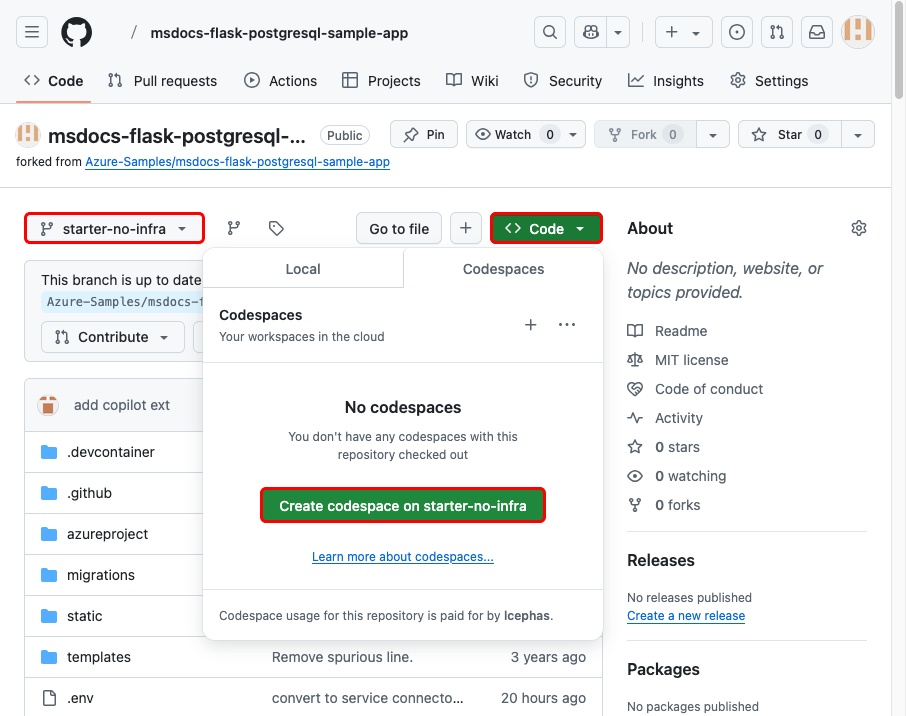 / msdocs-flask-postgresql-sample-app
Code Pull requests Actions Projects Wiki Security Insights Settings
msdocs-flask-postgresql-... Public Pin Watch 0 Fork 0 Star 0
forked from Azure-Samples/msdocs-flask-postgresql-sample-app
starter-no-infra Go to file Code
About
No description, website, or
topics provided.
Readme
MIT license
Code of conduct
Activity
0 stars
0 watching
0 forks
Releases
No releases published
Create a new release
Packages
No packages published
This branch is up to date
Azure-Samples/msdocs-f
Contribute
Local Codespaces
Codespaces
Your workspaces in the cloud
No codespaces
You don't have any codespaces with this
repository checked out
Create codespace on starter-no-infra
Learn more about codespaces...
Codespace usage for this repository is paid for by lcephas.
add copilot ext
.devcontainer
.github
azureproject
migrations
static
templates Remove spurious line. 3 years ago
.env convert to service connecto... 20 hours ago